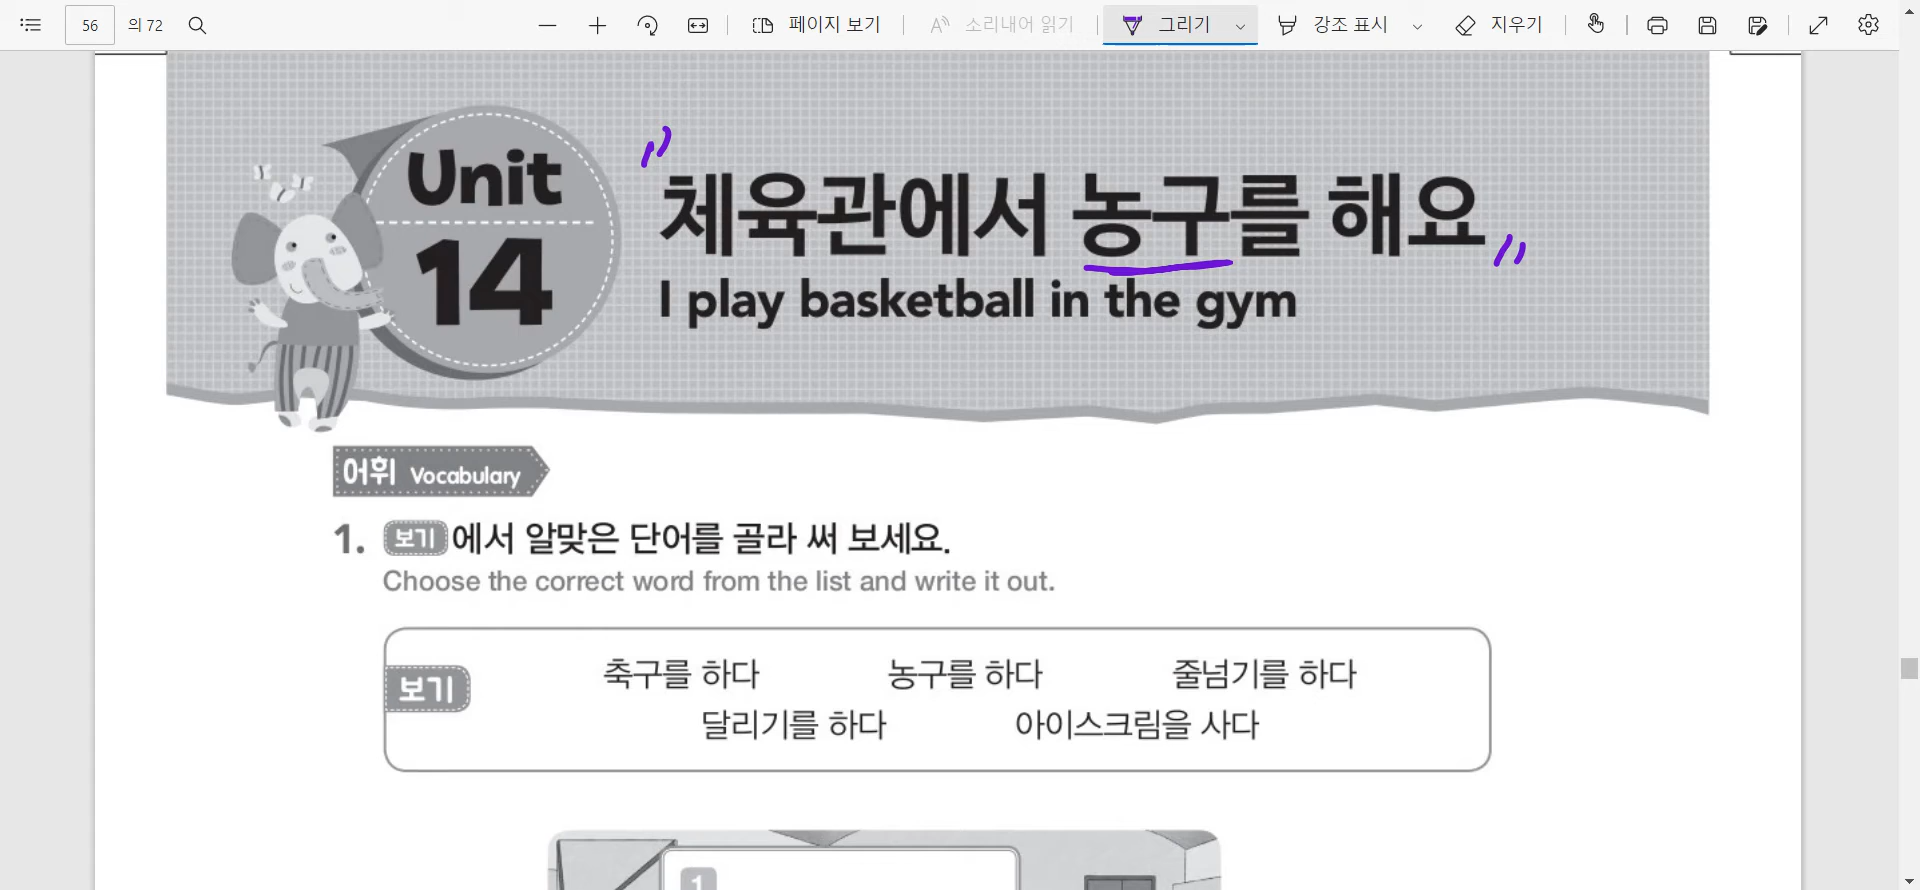 56 의 72 페이지 보기 소리내어 읽기 그리기 강조 표시 지우기
Unit
14
체육관에서 농구를 해요
I play basketball in the gym
어휘 Vocabulary
1. 보기 에서 알맞은 단어를 골라 써 보세요.
Choose the correct word from the list and write it out.
보기
축구를 하다 농구를 하다 줄넘기를 하다
달리기를 하다 아이스크림을 사다
1